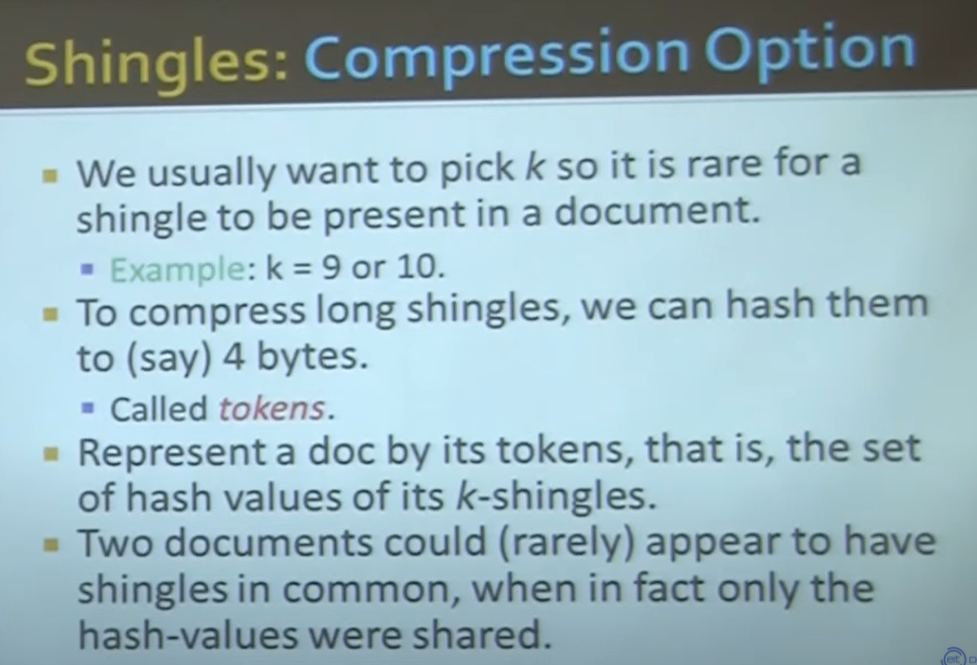 Shingles: Compression Option
We usually want to pick k so it is rare for a
shingle to be present in a document.
Example: k = 9 or 10.
To compress long shingles, we can hash them
to (say) 4 bytes.
Called tokens.
Represent a doc by its tokens, that is, the set
of hash values of its k-shingles.
Two documents could (rarely) appear to have
shingles in common, when in fact only the
hash-values were shared.